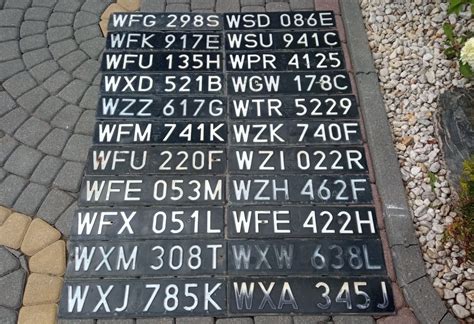 WFG 298S WSD 086E
WFK 917E WSU 941C
WFU 135H WPR 4125
WXD 521B WGW 178C
WZZ 617G WTR 5229
WFM 741K WZK 740F
WFU 220F WZI 022R
WFE 053M WZH 462F
WFX 051L WFE 422H
WXM 308T WXW 638L
WXJ 785K WXA 345J